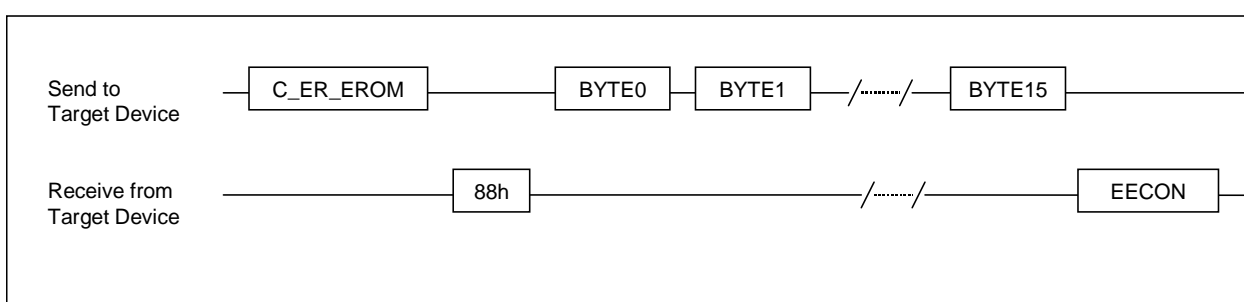 Send to
Target Device
C_ER_EROM
BYTE0
BYTE1
BYTE15
Receive from
Target Device
88h
EECON